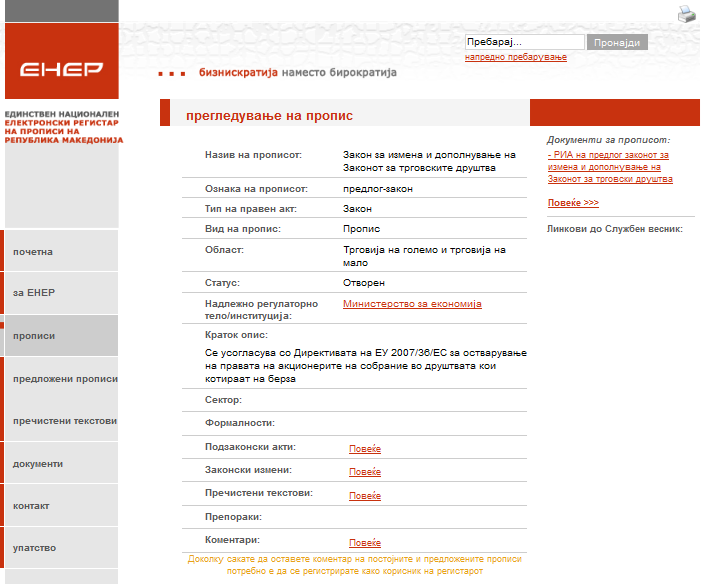 ЕНЕР
ЕДИНСТВЕН НАЦИОНАЛЕН
ЕЛЕКТРОНСКИ РЕГИСТАР
НА ПРОПИСИ НА
РЕПУБЛИКА МАКЕДОНИЈА
Пребарај...
Пронајди
напредно пребарување
бизнискратија наместо бирократија
прегледување на пропис
почетна
за ЕНЕР
прописи
предложени прописи
пречистени текстови
документи
контакт
упатство
Назив на прописот: Закон за измена и дополнување на
Законот за трговските друштва
Ознака на прописот: предлог-закон
Тип на правен акт: Закон
Вид на пропис: Пропис
Област: Трговија на големо и трговија на
мало
Статус: Отворен
Надлежно регулаторно Министерство за економија
тело/институција:
Краток опис:
Се усогласува со Директивата на ЕУ 2007/36/ЕС за остварување
на правата на акционерите на собрание во друштвата кои
котираат на берза
Сектор:
Формалности:
Подзаконски акти: Повеќе
Законски измени: Повеќе
Пречистени текстови: Повеќе
Препораки:
Коментари: Повеќе
Доколку сакате да оставете коментар на постојните и предложените прописи
потребно е да се регистрирате како корисник на регистарот
Документи за прописот:
- РИА на предлог законот за
измена и дополнување на
Законот за трговски друштва
Повеќе >>>
Линкови до Службен весник: